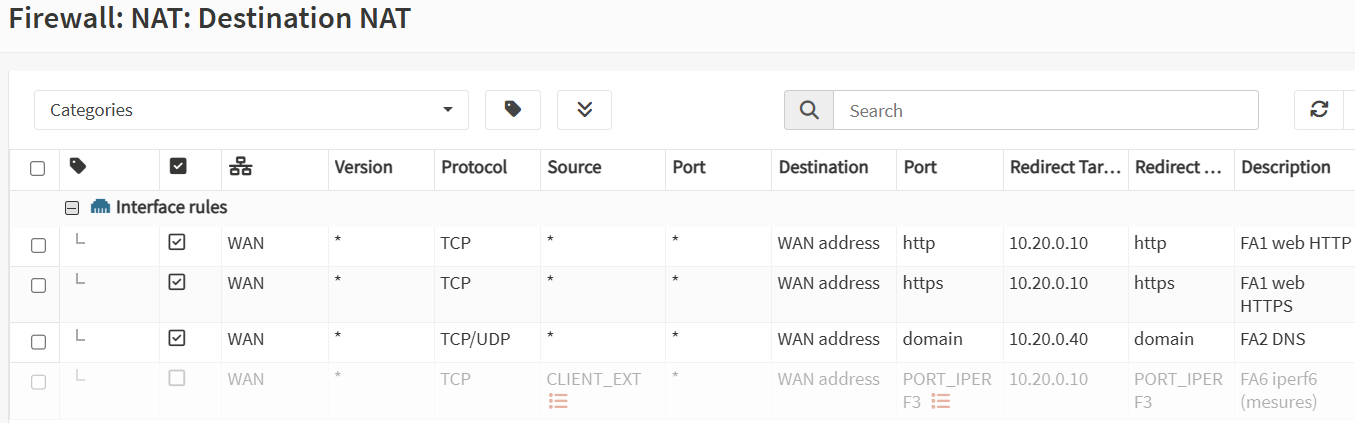 Firewall: NAT: Destination NAT
Categories Search
Version Protocol Source Port Destination Port Redirect Tar... Redirect ... Description
Interface rules
WAN * TCP * * WAN address http 10.20.0.10 http FA1 web HTTP
WAN * TCP * * WAN address https 10.20.0.10 https FA1 web
HTTPS
WAN * TCP/UDP * * WAN address domain 10.20.0.40 domain FA2 DNS
WAN * TCP CLIENT_EXT * WAN address PORT_IPER 10.20.0.10 PORT_IPER FA6 iperf6
F3 F3 (mesures)